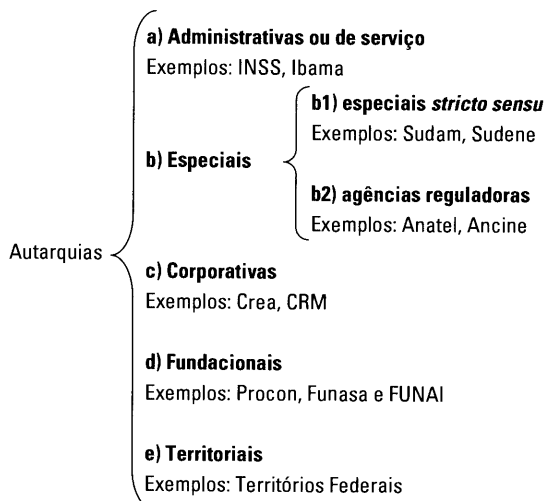 a) Administrativas ou de serviço
Exemplos: INSS, Ibama
b) Especiais
b1) especiais stricto sensu
Exemplos: Sudam, Sudene
b2) agências reguladoras
Exemplos: Anatel, Ancine
Autarquias
c) Corporativas
Exemplos: Crea, CRM
d) Fundacionais
Exemplos: Procon, Funasa e FUNAI
e) Territoriais
Exemplos: Territórios Federais